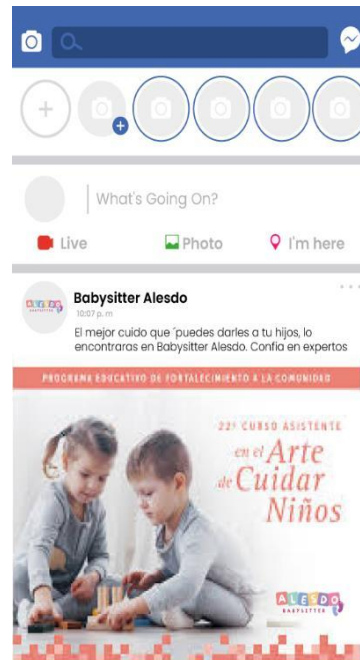 What's Going On?
Live Photo I'm here
Babysitter Alesdo
10:07 p. m
El mejor cuido que ´puedes darles a tu hijos, lo
encontraras en Babysitter Alesdo. Confia en expertos
PROGRAMA EDUCATIVO DE FORTALECIMIENTO A LA COMUNIDAD
22º CURSO ASISTENTE
en el Arte
de Cuidar
Niños
ALESDO
BABYSITTER